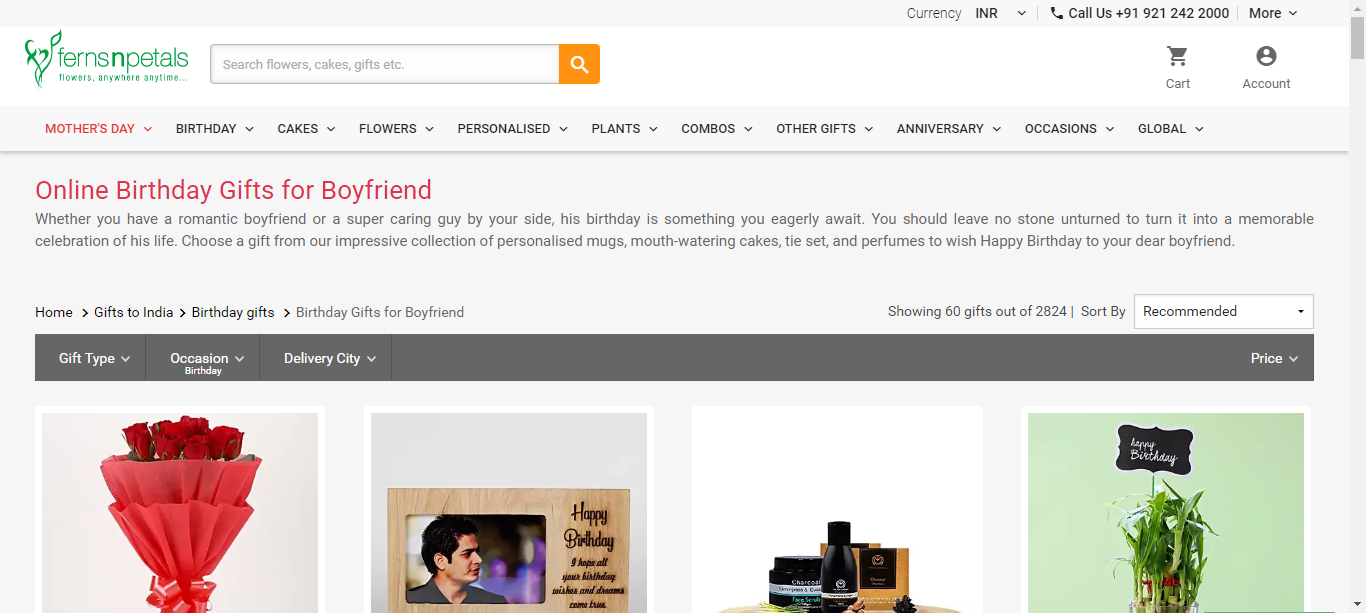 Currency INR Call Us +91 921 242 2000 More
fernsnpetals
flowers, anywhere anytime...
Search flowers, cakes, gifts etc.
Cart Account
MOTHER'S DAY BIRTHDAY CAKES FLOWERS PERSONALISED PLANTS COMBOS OTHER GIFTS ANNIVERSARY OCCASIONS GLOBAL
Online Birthday Gifts for Boyfriend
Whether you have a romantic boyfriend or a super caring guy by your side, his birthday is something you eagerly await. You should leave no stone unturned to turn it into a memorable
celebration of his life. Choose a gift from our impressive collection of personalised mugs, mouth-watering cakes, tie set, and perfumes to wish Happy Birthday to your dear boyfriend.
Home > Gifts to India > Birthday gifts > Birthday Gifts for Boyfriend Showing 60 gifts out of 2824 | Sort By Recommended
Gift Type Occasion Delivery City Price
Birthday
happy
Birthday
Happy
Birthday
I hope all
your birthday
wishes and dreams
come true.
Charcoal
Face Scrub